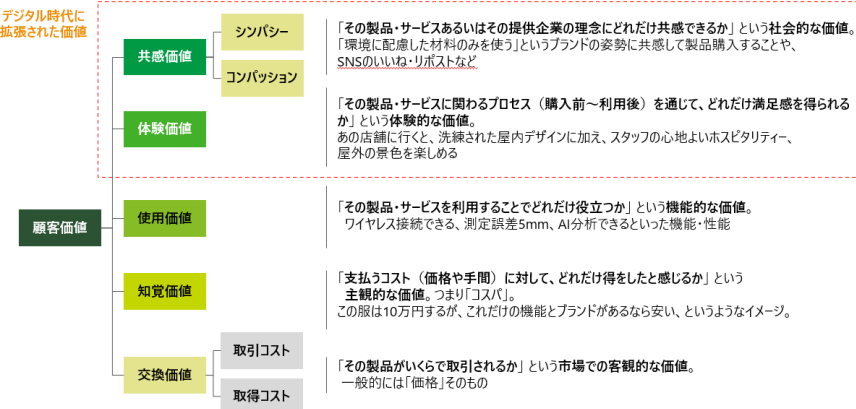 デジタル時代に
拡張された価値
共感価値
シンパシー
コンパッション
「その製品・サービスあるいはその提供企業の理念にどれだけ共感できるか」という社会的な価値。
「環境に配慮した材料のみを使う」というブランドの姿勢に共感して製品購入することや、
SNSのいいね・リポストなど
体験価値
「その製品・サービスに関わるプロセス（購入前～利用後）を通じて、どれだけ満足感を得られる
か」という体験的な価値。
あの店舗に行くと、洗練された屋内デザインに加え、スタッフの心地よいホスピタリティー、
屋外の景色を楽しめる
顧客価値
使用価値
「その製品・サービスを利用することでどれだけ役立つか」という機能的な価値。
ワイヤレス接続できる、測定誤差5mm、AI分析できるといった機能・性能
知覚価値
「支払うコスト（価格や手間）に対して、どれだけ得をしたと感じるか」という
主観的な価値。つまり「コスパ」。
この服は10万円するが、これだけの機能とブランドがあるなら安い、というようなイメージ。
交換価値
取引コスト
取得コスト
「その製品がいくらで取引されるか」という市場での客観的な価値。
一般的には「価格」そのもの